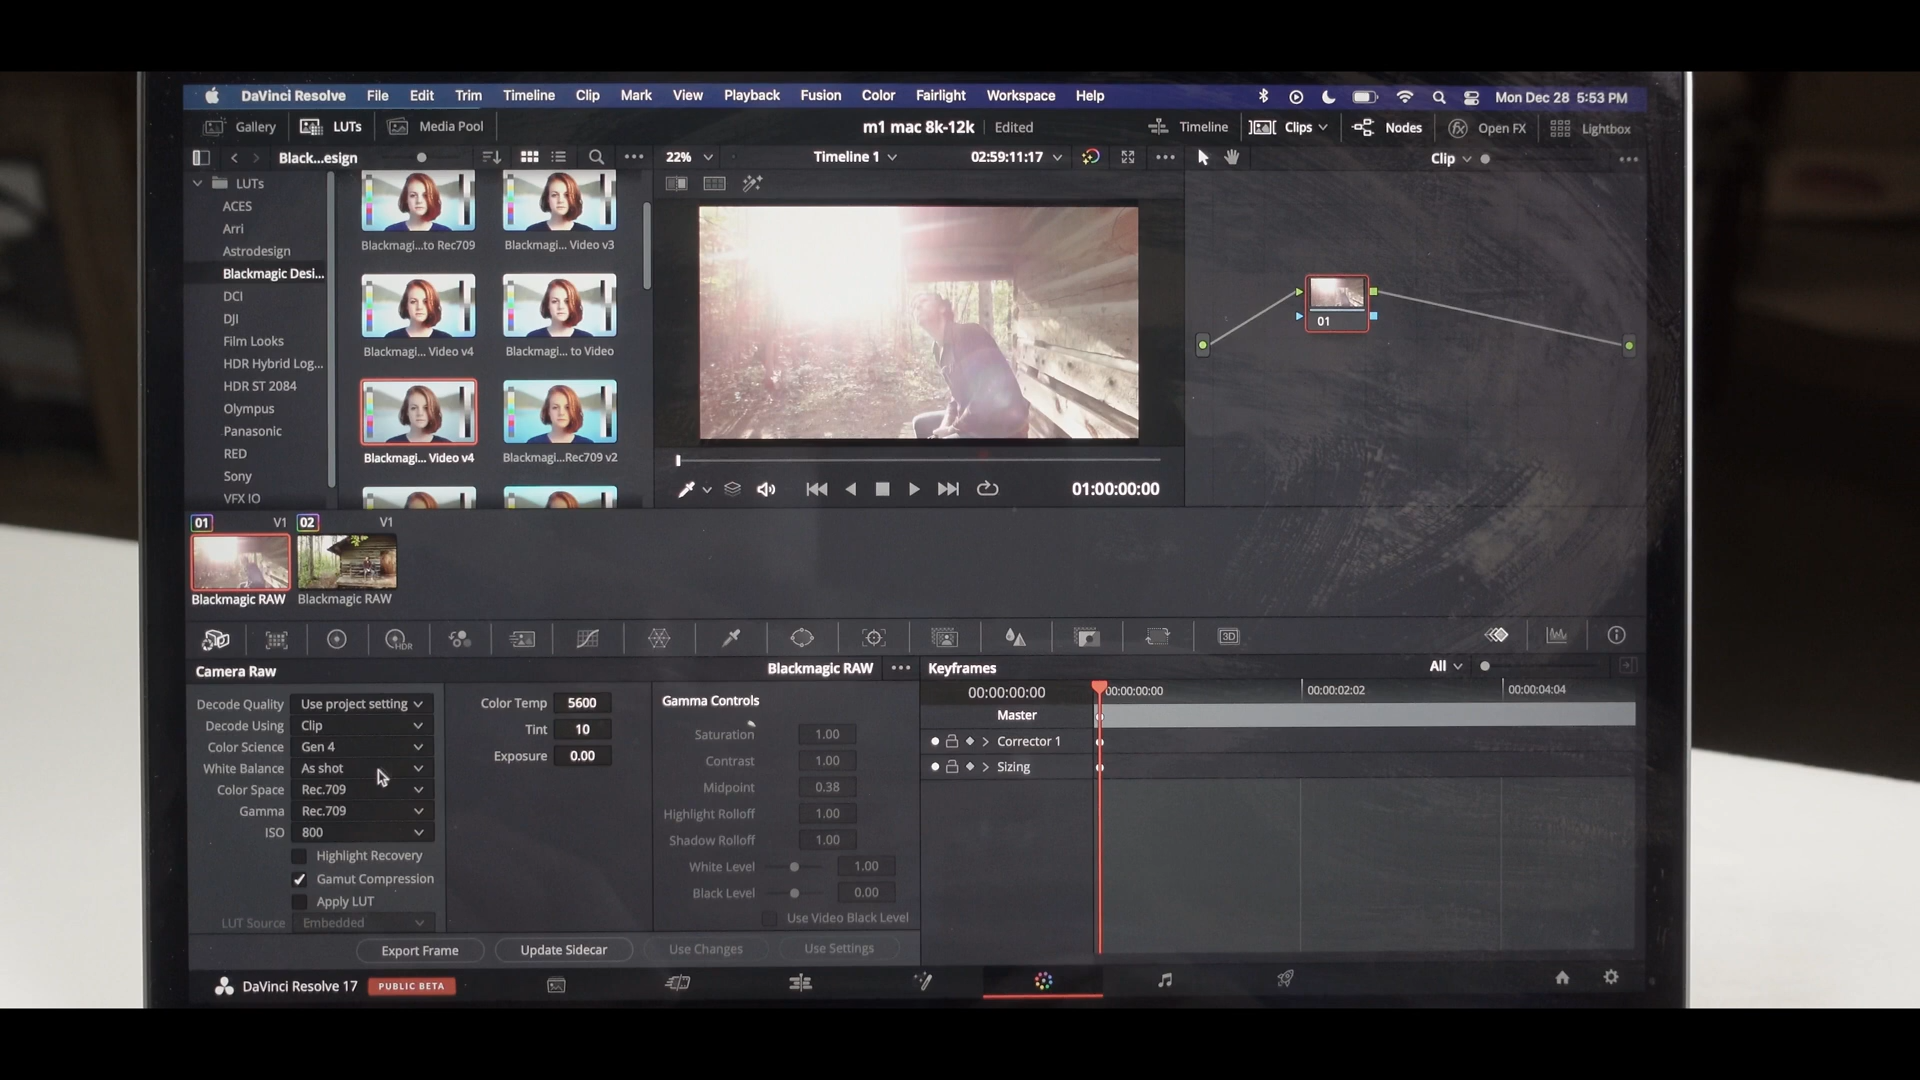 DaVinci Resolve File Edit Trim Timeline Clip Mark View Playback Fusion Color Fairlight Workspace Help Mon Dec 28 5:53 PM
Gallery LUTs Media Pool m1 mac 8k-12k Edited Timeline Clips Nodes Open FX Lightbox
Black...esign 22% Timeline 1 02:59:11:17 Clip
LUTs
ACES
Arri
Astrodesign
Blackmagic Desi...
DCI
DJI
Film Looks
HDR Hybrid Log...
HDR ST 2084
Olympus
Panasonic
RED
Sony
VFX IO
Blackmagi...to Rec709 Blackmagi... Video v3
Blackmagi... Video v4 Blackmagi... to Video
Blackmagi... Video v4 Blackmagi...Rec709 v2
01
01:00:00:00
01 V1 02 V1
Blackmagic RAW Blackmagic RAW
HDR 3D
Camera Raw Blackmagic RAW
Decode Quality Use project setting
Decode Using Clip
Color Science Gen 4
White Balance As shot
Color Space Rec.709
Gamma Rec.709
ISO 800
Highlight Recovery
Gamut Compression
Apply LUT
LUT Source Embedded
Color Temp 5600
Tint 10
Exposure 0.00
Gamma Controls
Saturation 1.00
Contrast 1.00
Midpoint 0.38
Highlight Rolloff 1.00
Shadow Rolloff 1.00
White Level 1.00
Black Level 0.00
Use Video Black Level
Export Frame Update Sidecar Use Changes Use Settings
Keyframes All
00:00:00:00 00:00:00:00 00:00:02:02 00:00:04:04
Master
Corrector 1
Sizing
DaVinci Resolve 17 PUBLIC BETA